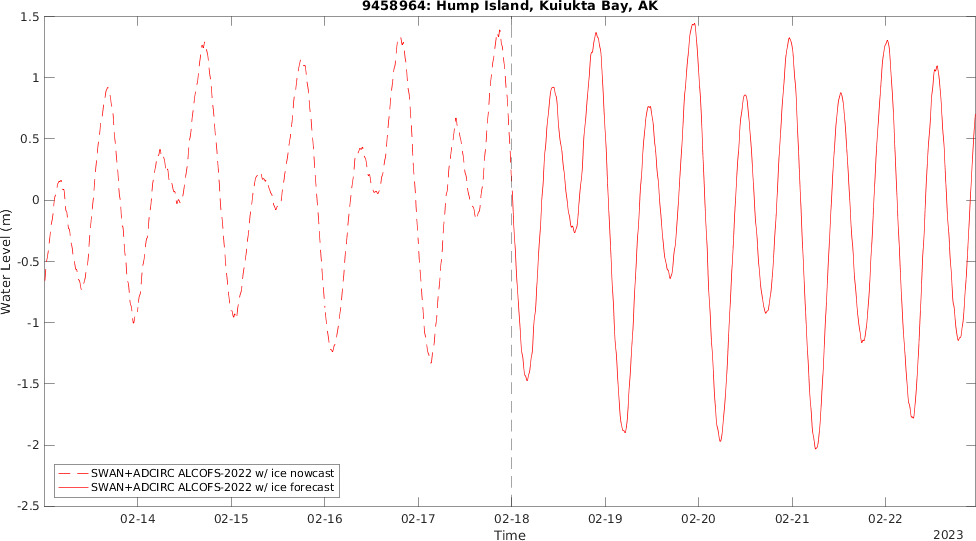 9458964: Hump Island, Kuiukta Bay, AK
1.5
1
0.5
0
-0.5
-1
-1.5
-2
-2.5
Water Level (m)
SWAN+ADCIRC ALCOFS-2022 w/ ice nowcast
SWAN+ADCIRC ALCOFS-2022 w/ ice forecast
02-14 02-15 02-16 02-17 02-18 02-19 02-20 02-21 02-22
Time
2023